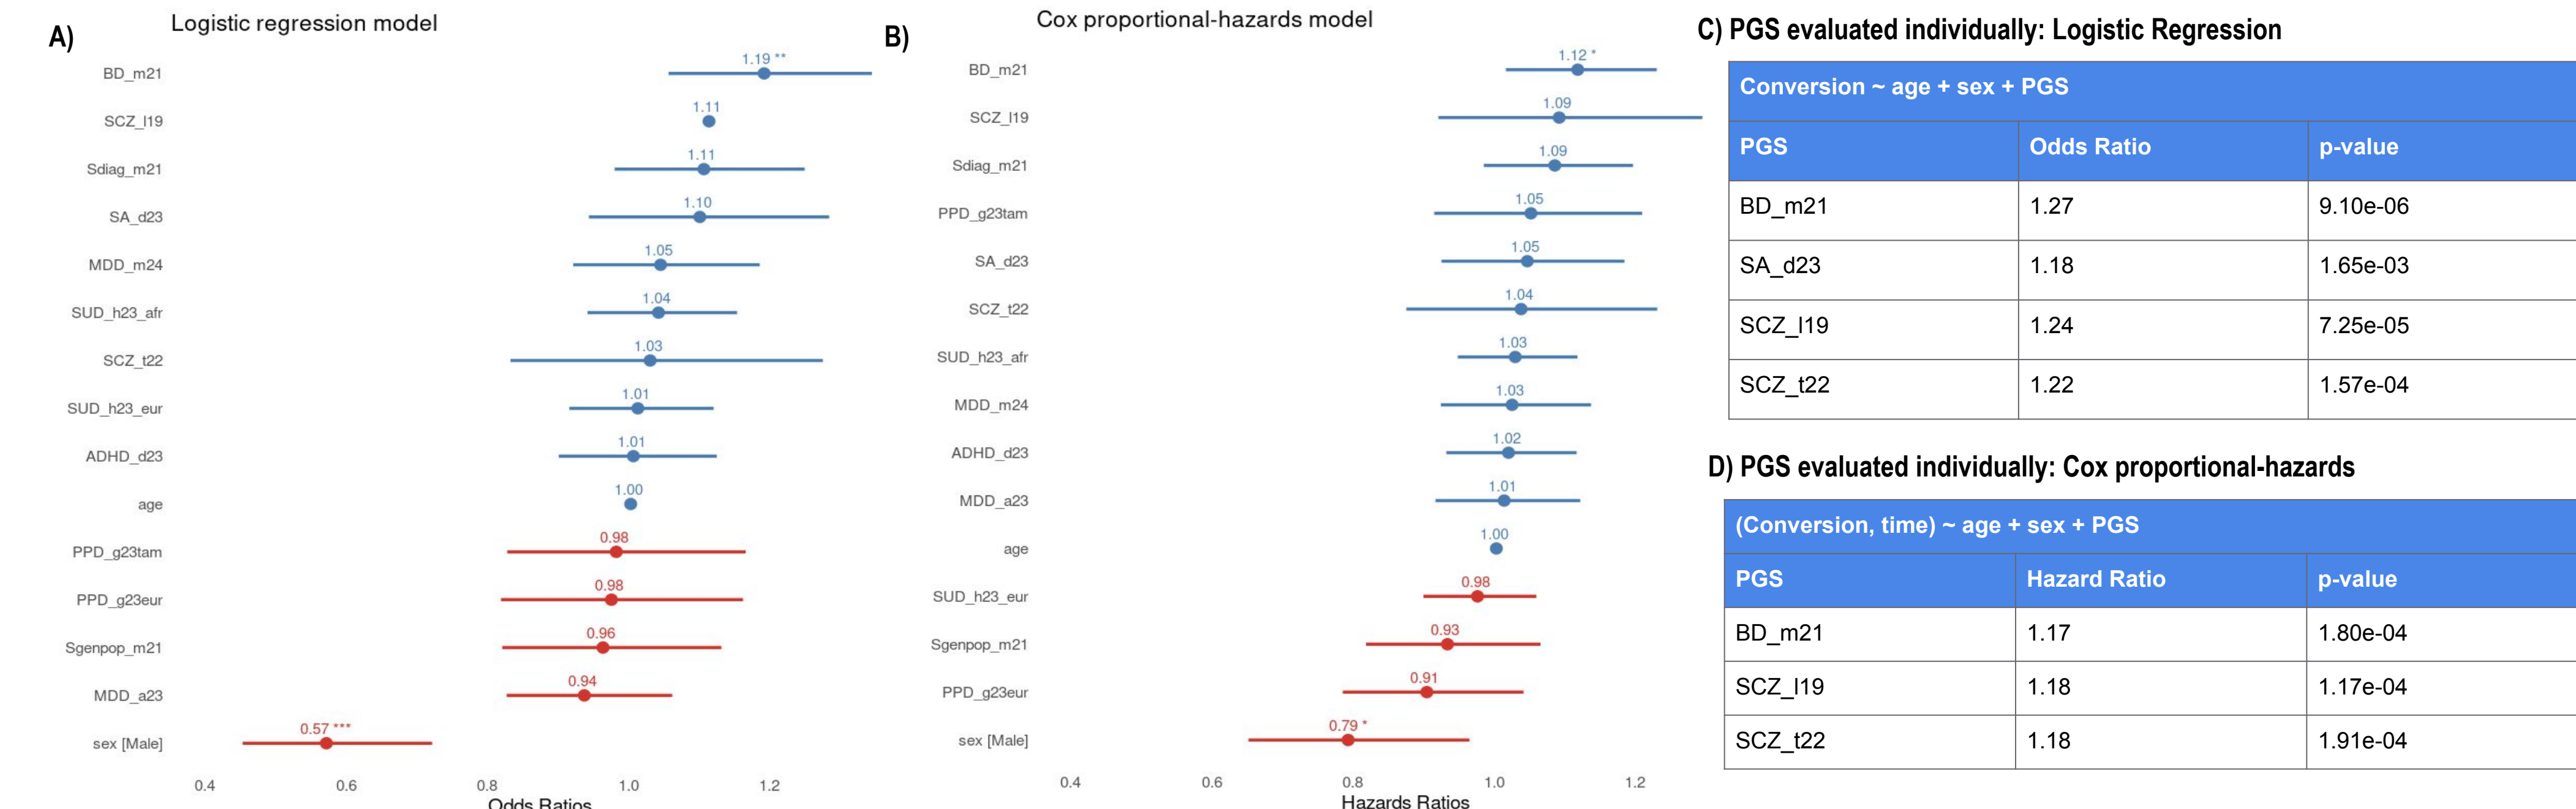 A)
Logistic regression model
BD_m21
1.19 **
SCZ_l19
1.11
Sdiag_m21
1.11
SA_d23
1.10
MDD_m24
1.05
SUD_h23_afr
1.04
SCZ_t22
1.03
SUD_h23_eur
1.01
ADHD_d23
1.01
age
1.00
PPD_g23tam
0.98
PPD_g23eur
0.98
Sgenpop_m21
0.96
MDD_a23
0.94
sex [Male]
0.57 ***
0.4 0.6 0.8 1.0 1.2
Odds Ratios
B)
Cox proportional-hazards model
BD_m21
1.12 *
SCZ_l19
1.09
Sdiag_m21
1.09
PPD_g23tam
1.05
SA_d23
1.05
SCZ_t22
1.04
SUD_h23_afr
1.03
MDD_m24
1.03
ADHD_d23
1.02
MDD_a23
1.01
age
1.00
SUD_h23_eur
0.98
Sgenpop_m21
0.93
PPD_g23eur
0.91
sex [Male]
0.79 *
0.4 0.6 0.8 1.0 1.2
Hazards Ratios
C) PGS evaluated individually: Logistic Regression
Conversion ~ age + sex + PGS
PGS Odds Ratio p-value
BD_m21 1.27 9.10e-06
SA_d23 1.18 1.65e-03
SCZ_l19 1.24 7.25e-05
SCZ_t22 1.22 1.57e-04
D) PGS evaluated individually: Cox proportional-hazards
(Conversion, time) ~ age + sex + PGS
PGS Hazard Ratio p-value
BD_m21 1.17 1.80e-04
SCZ_l19 1.18 1.17e-04
SCZ_t22 1.18 1.91e-04